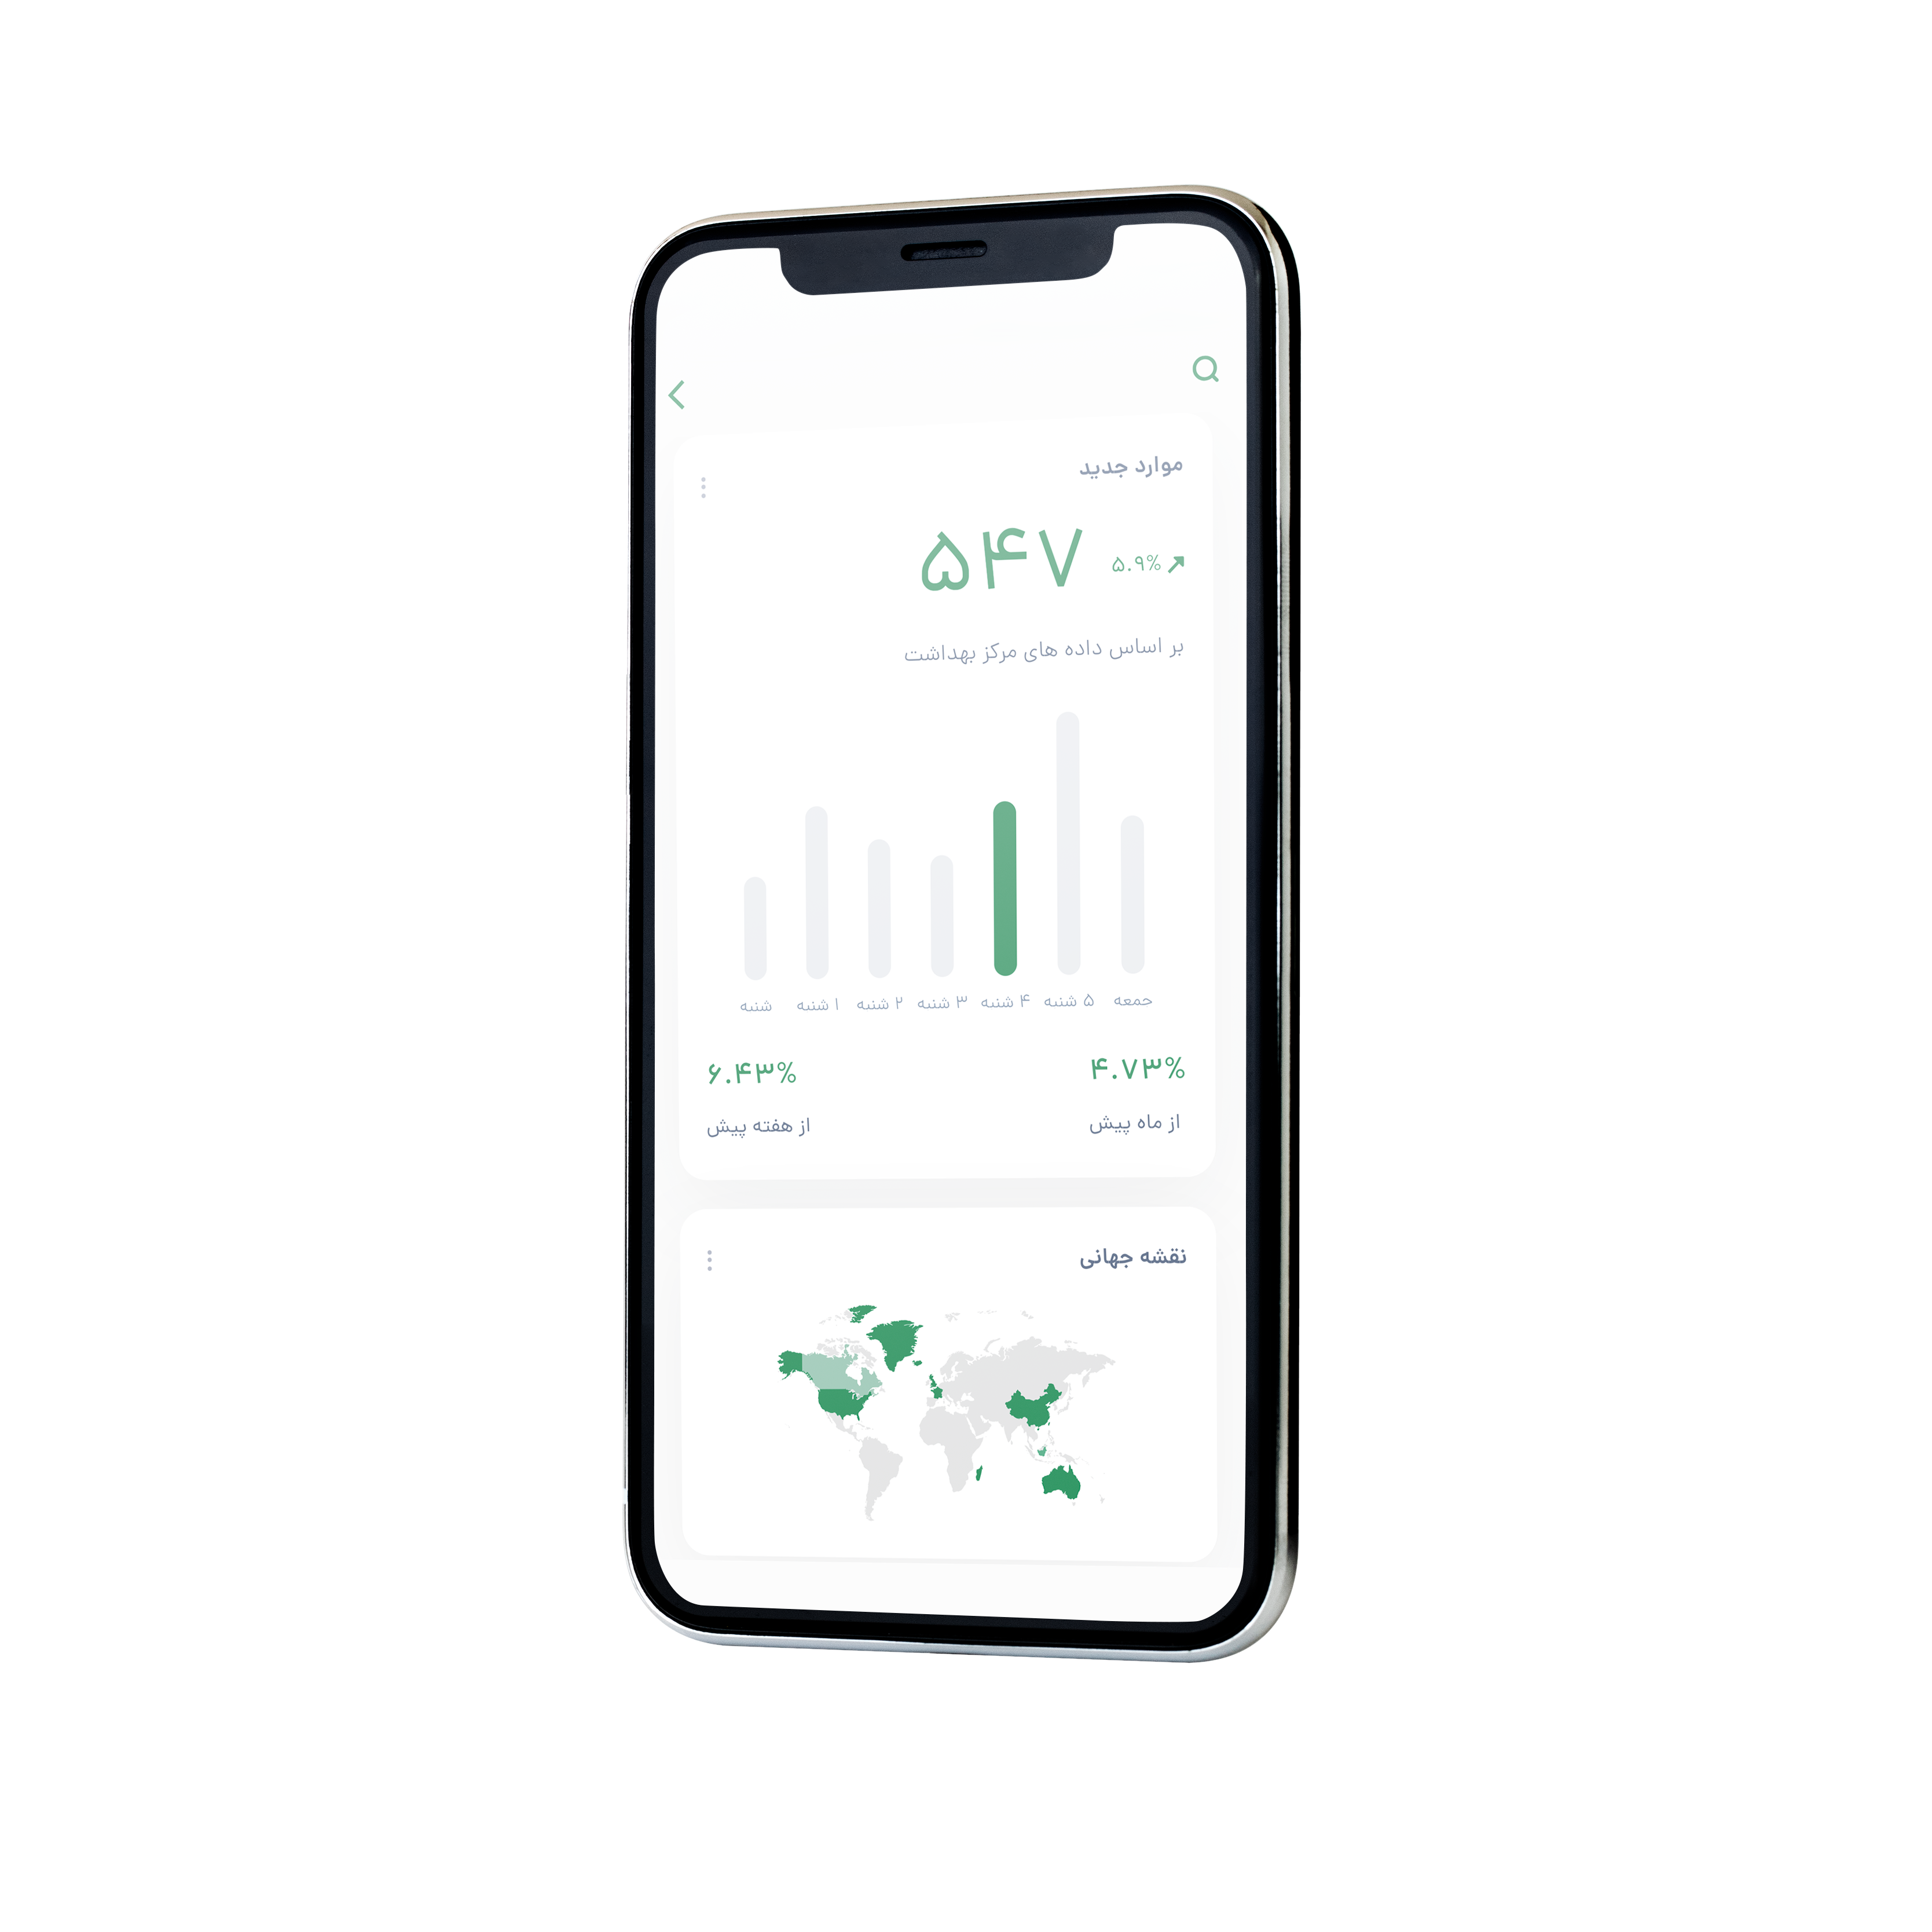 موارد جدید
۵.۹% ۵۴۷
بر اساس داده های مرکز بهداشت
شنبه ۱ شنبه ۲ شنبه ۳ شنبه ۴ شنبه ۵ شنبه حمعه
۴.۷۳% ۶.۴۳%
از ماه پیش از هفته پیش
نقشه جهانی